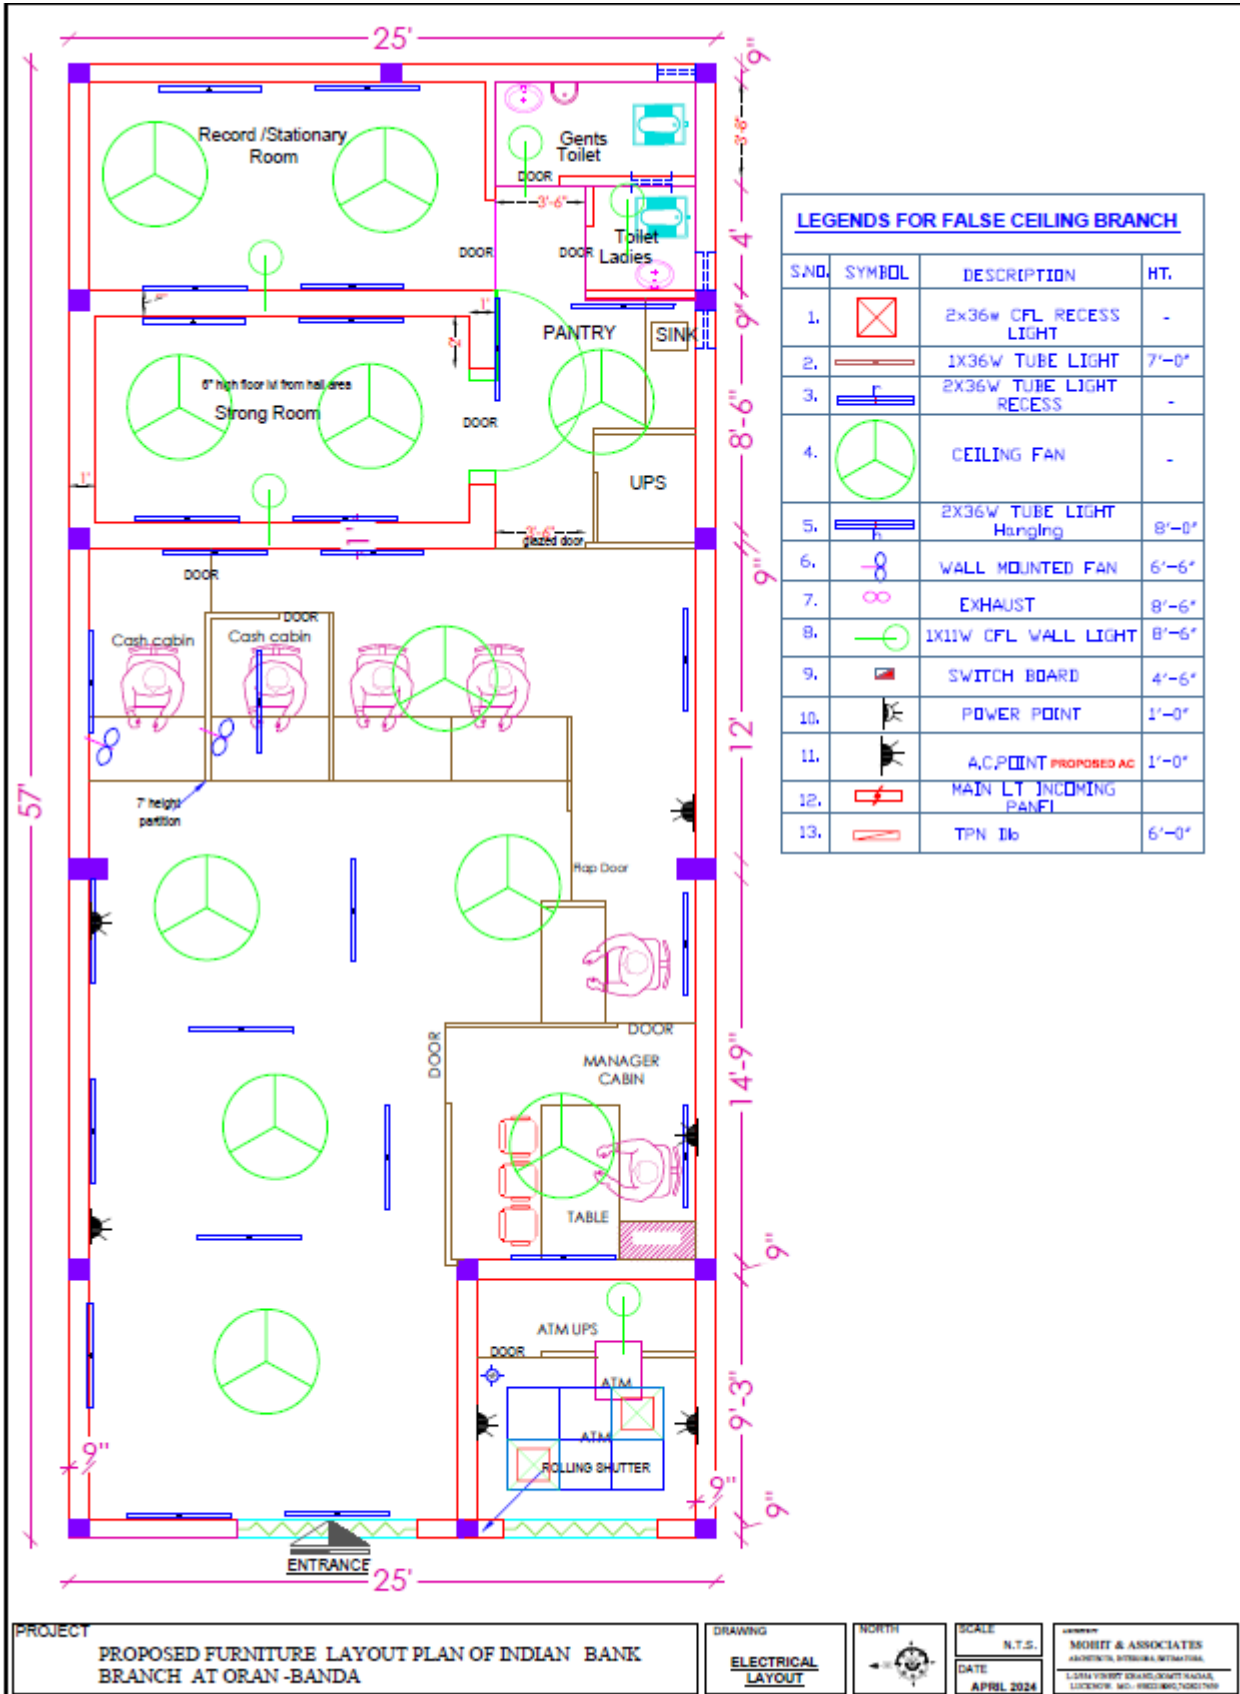 25'
9"
Record /Stationary
Room
Gents
Toilet
DOOR
3'-8"
3'-6"
4'
Toilet
Ladies
DOOR
DOOR
9"
1'
PANTRY
SINK
2'
6" high floor lvl from hall area
Strong Room
DOOR
8'-6"
1'
UPS
3'-6"
glazed door
9"
DOOR
DOOR
Cash cabin
Cash cabin
12'
57'
7' height
partition
Flap Door
DOOR
DOOR
MANAGER
CABIN
14'-9"
TABLE
9"
ATM UPS
DOOR
ATM
9'-3"
ATM
9"
ROLLING SHUTTER
9"
9"
ENTRANCE
25'
LEGENDS FOR FALSE CEILING BRANCH
S.NO. SYMBOL DESCRIPTION HT.
1. 2x36w CFL RECESS
LIGHT -
2. 1X36W TUBE LIGHT 7'-0"
3. 2X36W TUBE LIGHT
RECESS -
4. CEILING FAN -
5. 2X36W TUBE LIGHT
Hanging 8'-0"
6. WALL MOUNTED FAN 6'-6"
7. EXHAUST 8'-6"
8. 1X11W CFL WALL LIGHT 8'-6"
9. SWITCH BOARD 4'-6"
10. POWER POINT 1'-0"
11. A.C.POINT PROPOSED AC 1'-0"
12. MAIN LT INCOMING
PANEL
13. TPN Db 6'-0"
PROJECT
PROPOSED FURNITURE LAYOUT PLAN OF INDIAN BANK
BRANCH AT ORAN -BANDA
DRAWING
ELECTRICAL
LAYOUT
NORTH
SCALE
N.T.S.
DATE
APRIL 2024
MOHIT & ASSOCIATES